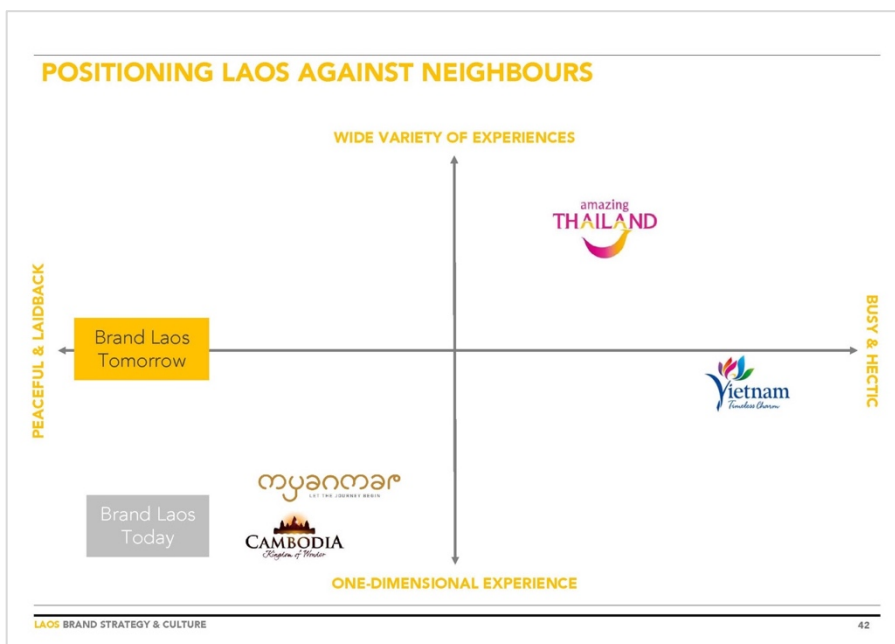 POSITIONING LAOS AGAINST NEIGHBOURS
WIDE VARIETY OF EXPERIENCES
amazing
THAILAND
PEACEFUL & LAIDBACK
Brand Laos
Tomorrow
BUSY & HECTIC
Vietnam
Timeless Charm
myanmar
LET THE JOURNEY BEGIN
Brand Laos
Today
CAMBODIA
Kingdom of Wonder
ONE-DIMENSIONAL EXPERIENCE
LAOS BRAND STRATEGY & CULTURE
42